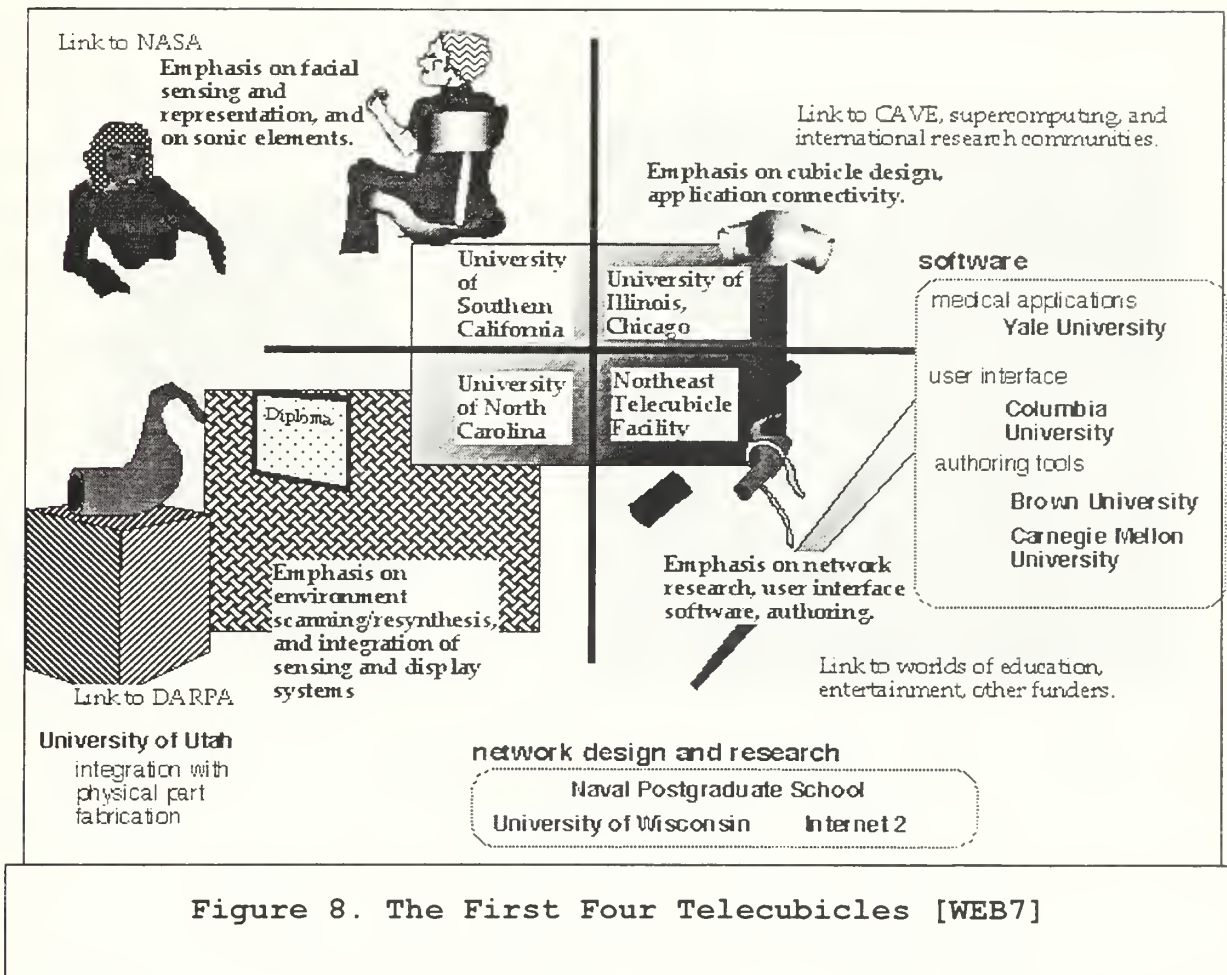 Link to NASA
Emphasis on facial
sensing and
representation, and
on sonic elements.
Link to CAVE, supercomputing, and
international research communities.
Emphasis on cubicle design,
application connectivity.
University
of
Southern
California
University of
Illinois,
Chicago
University
of North
Carolina
Northeast
Telecubicle
Facility
software
medical applications
Yale University
user interface
Columbia
University
authoring tools
Brown University
Carnegie Mellon
University
Diploma
Emphasis on
environment
scanning/resynthesis,
and integration of
sensing and display
systems
Emphasis on network
research, user interface
software, authoring.
Link to worlds of education,
entertainment, other funders.
Link to DARPA
University of Utah
integration with
physical part
fabrication
network design and research
Naval Postgraduate School
University of Wisconsin Internet 2
Figure 8. The First Four Telecubicles [WEB7]